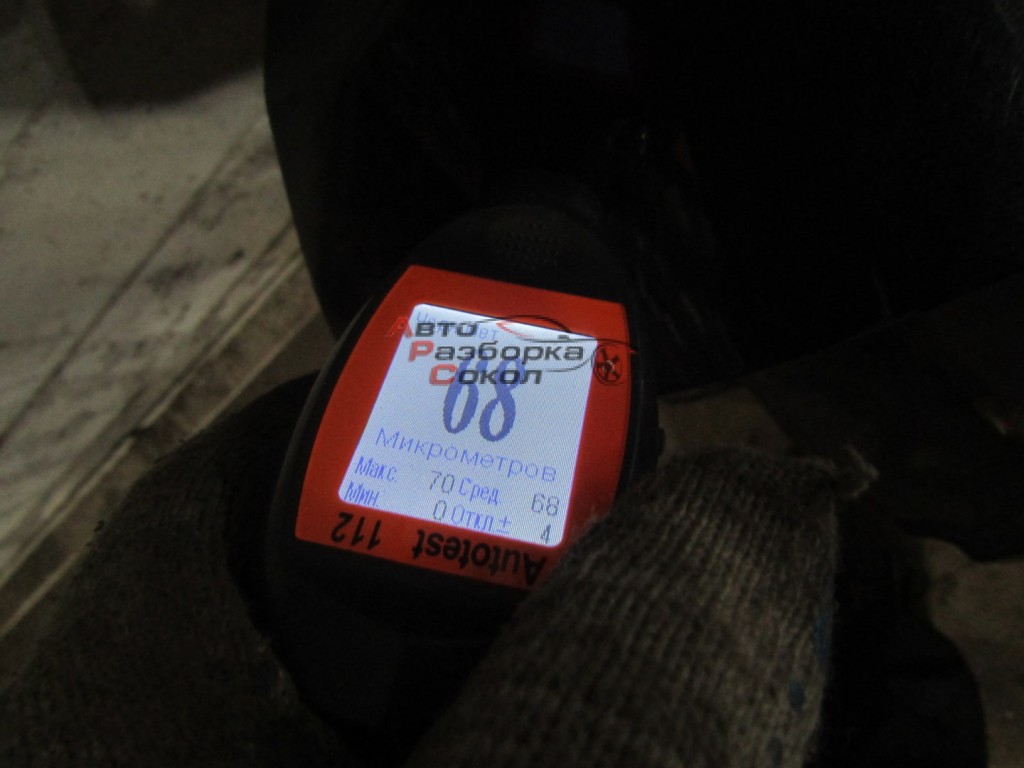 Авто
Разборка
Сокол
68
Микрометров
Макс. 70 Сред. 68
Мин 0 Откл ± 4
Autotest 112